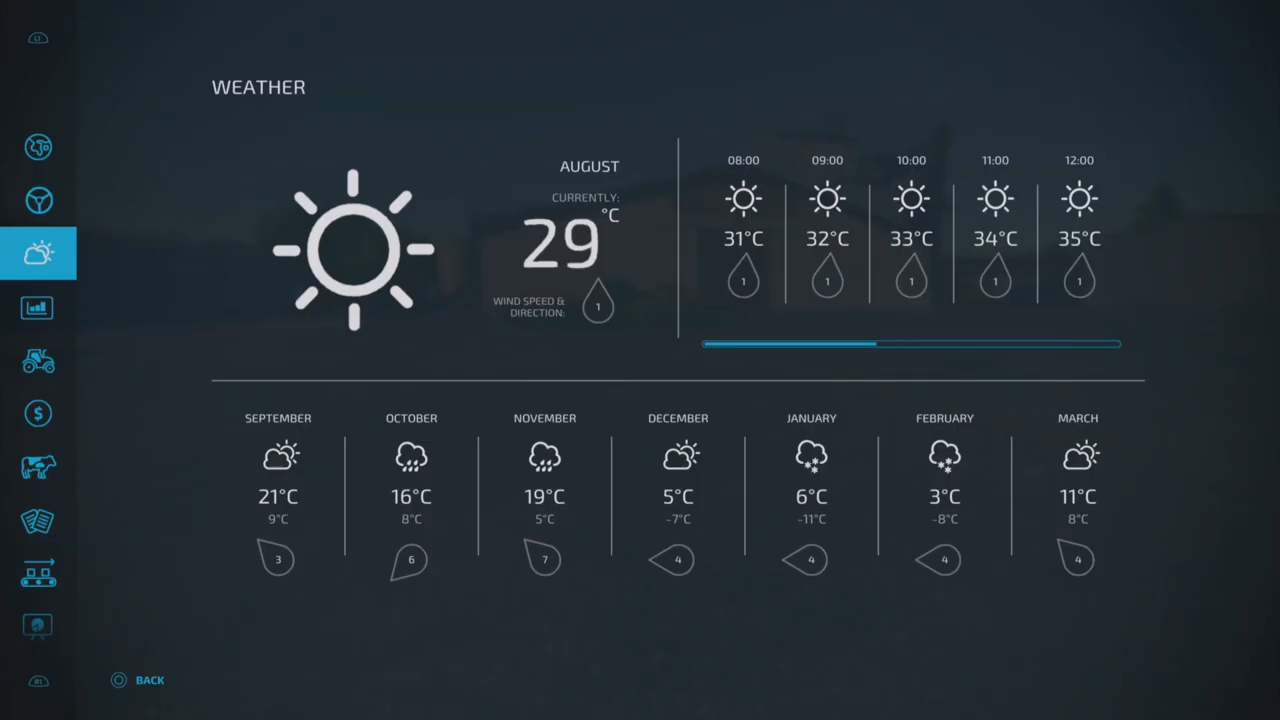 L1
WEATHER
AUGUST
CURRENTLY:
29 °C
WIND SPEED &
DIRECTION:
1
08:00 09:00 10:00 11:00 12:00
31°C 32°C 33°C 34°C 35°C
1 1 1 1 1
SEPTEMBER OCTOBER NOVEMBER DECEMBER JANUARY FEBRUARY MARCH
21°C 16°C 19°C 5°C 6°C 3°C 11°C
9°C 8°C 5°C -7°C -11°C -8°C 8°C
3 6 7 4 4 4 4
$
R1
BACK